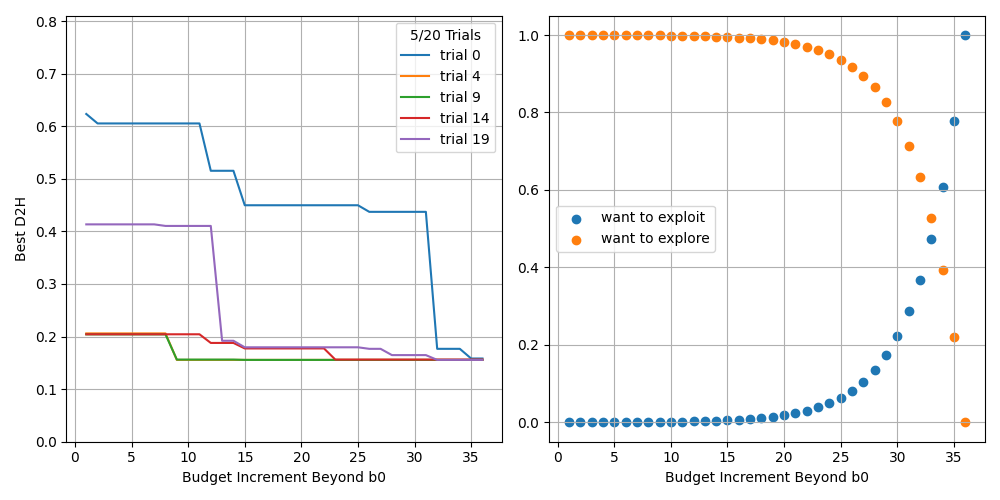 0.8
0.7
0.6
0.5
0.4
0.3
0.2
0.1
0.0
Best D2H
0 5 10 15 20 25 30 35
Budget Increment Beyond b0
5/20 Trials
trial 0
trial 4
trial 9
trial 14
trial 19
1.0
0.8
0.6
0.4
0.2
0.0
0 5 10 15 20 25 30 35
Budget Increment Beyond b0
want to exploit
want to explore